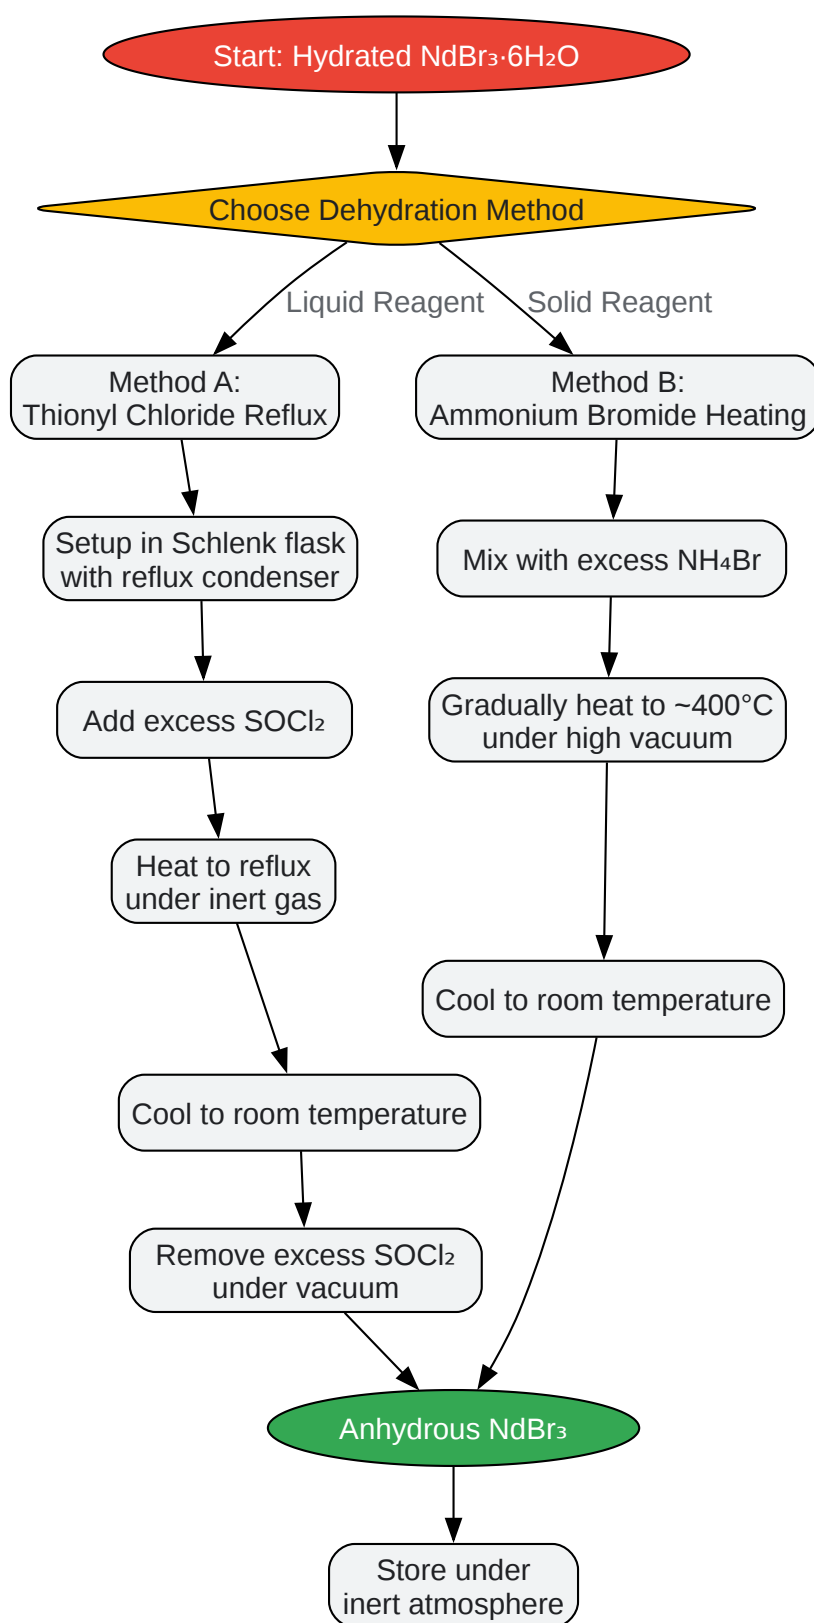 Start: Hydrated NdBr₃·6H₂O
Choose Dehydration Method
Liquid Reagent
Solid Reagent
Method A:
Thionyl Chloride Reflux
Method B:
Ammonium Bromide Heating
Setup in Schlenk flask
with reflux condenser
Mix with excess NH₄Br
Add excess SOCl₂
Gradually heat to ~400°C
under high vacuum
Heat to reflux
under inert gas
Cool to room temperature
Cool to room temperature
Remove excess SOCl₂
under vacuum
Anhydrous NdBr₃
Store under
inert atmosphere